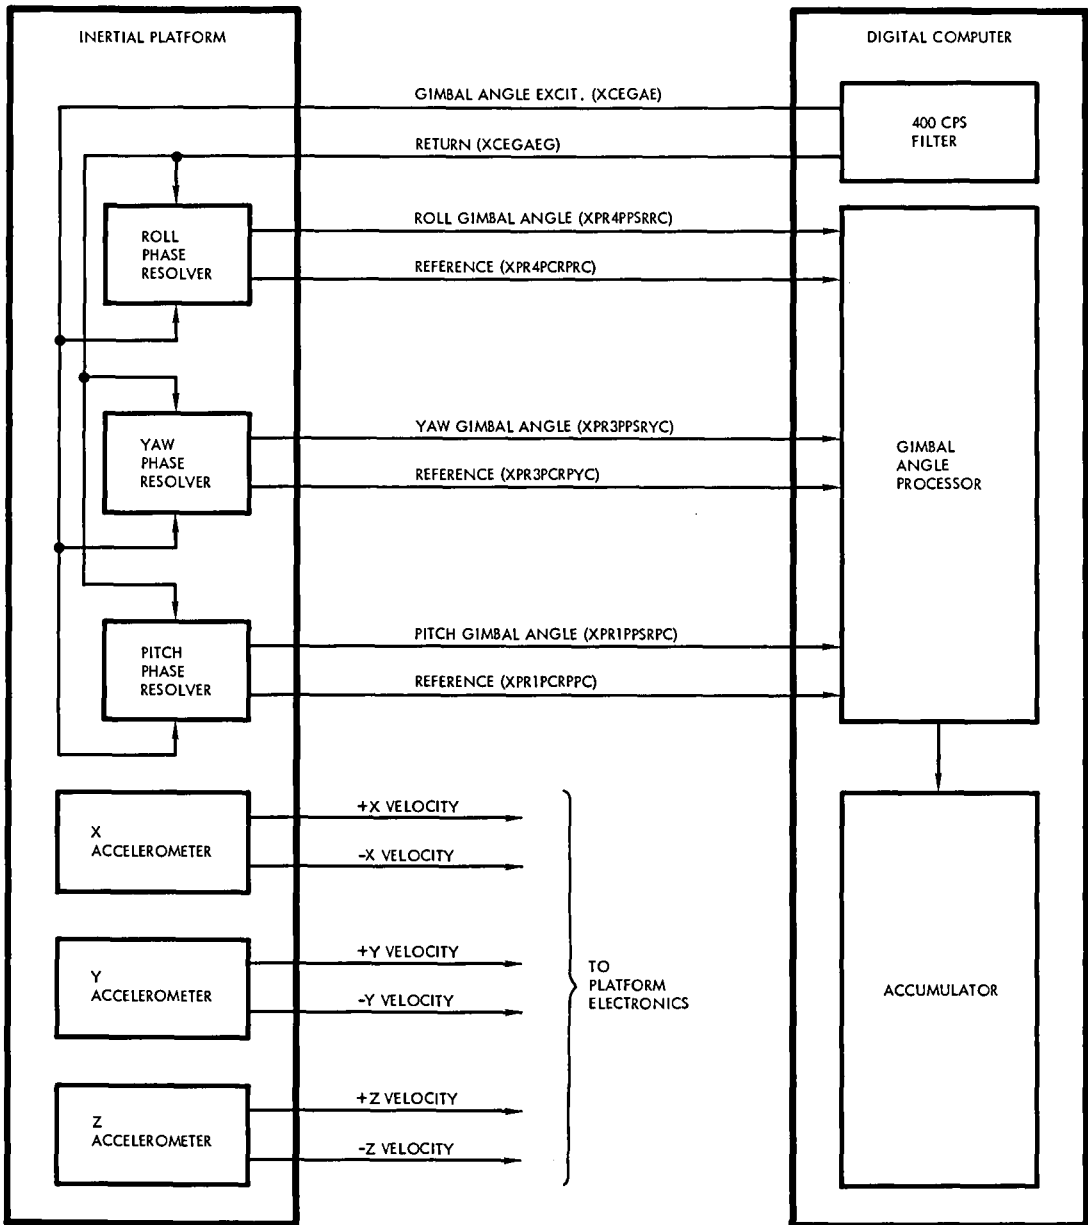 INERTIAL PLATFORM
DIGITAL COMPUTER
GIMBAL ANGLE EXCIT. (XCEGAE)
400 CPS
FILTER
RETURN (XCEGAEG)
ROLL
PHASE
RESOLVER
ROLL GIMBAL ANGLE (XPR4PPSRRC)
REFERENCE (XPR4PCRPRC)
YAW
PHASE
RESOLVER
YAW GIMBAL ANGLE (XPR3PPSRYC)
REFERENCE (XPR3PCRPYC)
GIMBAL
ANGLE
PROCESSOR
PITCH
PHASE
RESOLVER
PITCH GIMBAL ANGLE (XPR1PPSRPC)
REFERENCE (XPR1PCRPPC)
X
ACCELEROMETER
+X VELOCITY
-X VELOCITY
Y
ACCELEROMETER
+Y VELOCITY
-Y VELOCITY
TO
PLATFORM
ELECTRONICS
ACCUMULATOR
Z
ACCELEROMETER
+Z VELOCITY
-Z VELOCITY